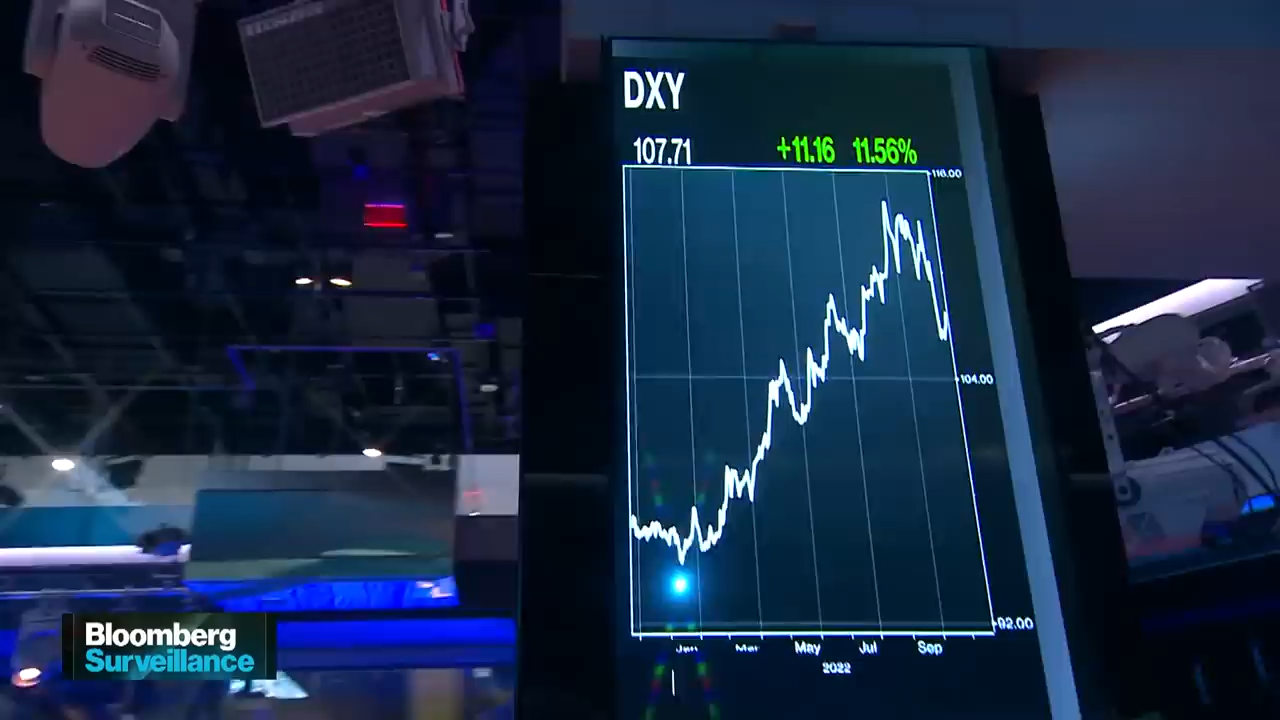 DXY
107.71 +11.16 11.56%
116.00
104.00
92.00
Jan Mar May Jul Sep
2022
Bloomberg
Surveillance